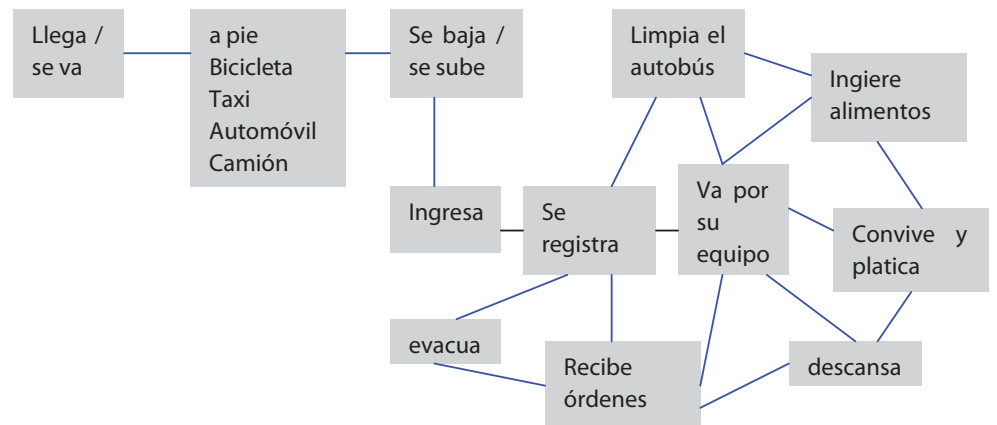 Llega /
se va
a pie
Bicicleta
Taxi
Automóvil
Camión
Se baja /
se sube
Limpia el
autobús
Ingiere
alimentos
Ingresa
Se
registra
Va por
su
equipo
Convive y
platica
evacua
Recibe
órdenes
descansa